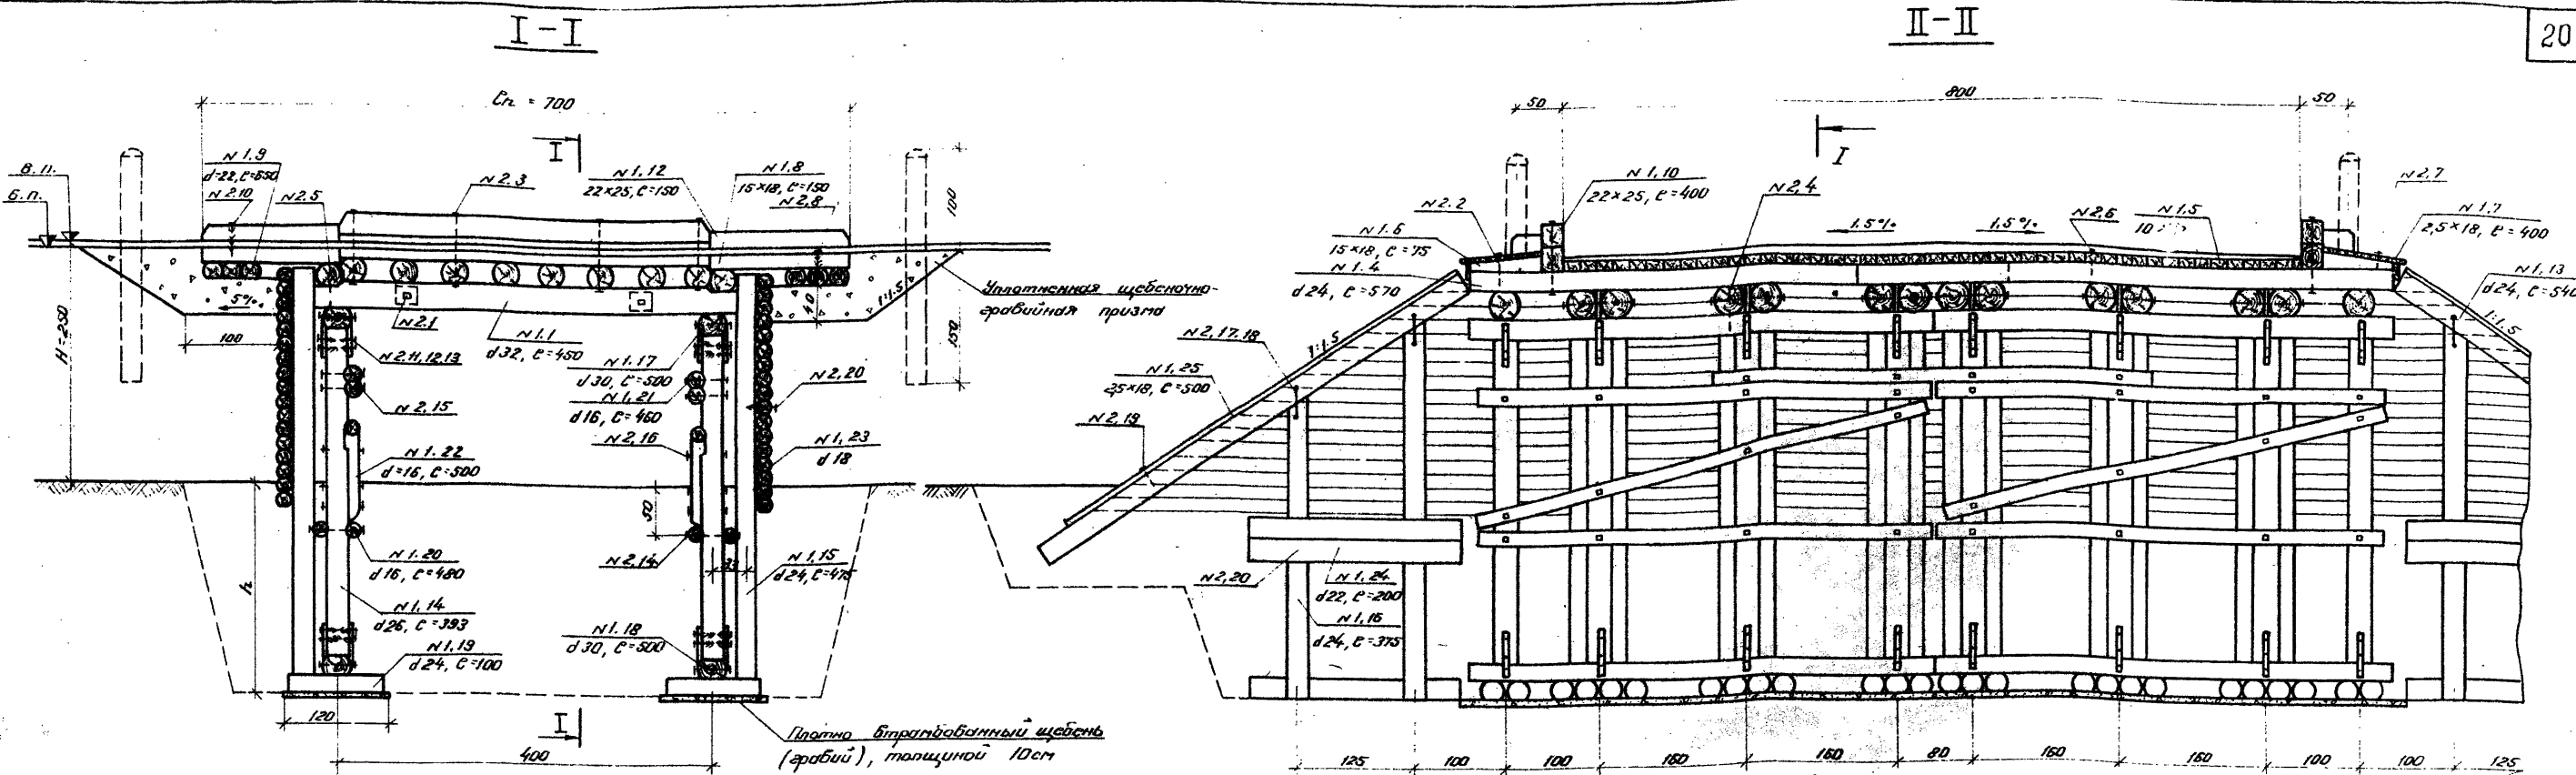 I-I
II-II
20
ℓп = 700
I
В.П.
Б.П.
N 1.9
d=22, ℓ=650
N 2.10
N 2.5
N 2.3
N 1.12
22×25, ℓ=150
N 1.8
15×18, ℓ=150
N 2.8
100
150
H=250
5%
100
N 2.1
N 1.1
d 32, ℓ=450
40
1:1.5
Уплотненная щебеночно-
гравийная призма
N 2.11,12,13
N 1.17
d 30, ℓ=500
N 1.21
d 16, ℓ=460
N 2.20
N 2.15
N 2.16
N 1.23
d 18
N 1.22
d=16, ℓ=500
50
N 2.14
N 1.20
d 16, ℓ=480
N 1.15
d 24, ℓ=475
h
N 1.14
d 26, ℓ=393
N 1.18
d 30, ℓ=500
N 1.19
d 24, ℓ=100
120
I
400
Плотно втрамбованный щебень
(гравий), толщиной 10см
50
800
50
I
N 1.10
22×25, ℓ=400
N 2.4
N 2.7
N 2.2
N 1.6
15×18, ℓ=75
1.5%
1.5%
N 2.6
N 1.5
N 1.7
2,5×18, ℓ=400
N 1.4
d 24, ℓ=570
N 1.13
d 24, ℓ=540
1:1.5
1:1.5
N 2.17.18
N 1.25
2,5×18, ℓ=500
N 2.19
N 2.20
N 1.24
d 22, ℓ=200
N 1.16
d 24, ℓ=375
125 100 100 160 160 80 160 160 100 100 125